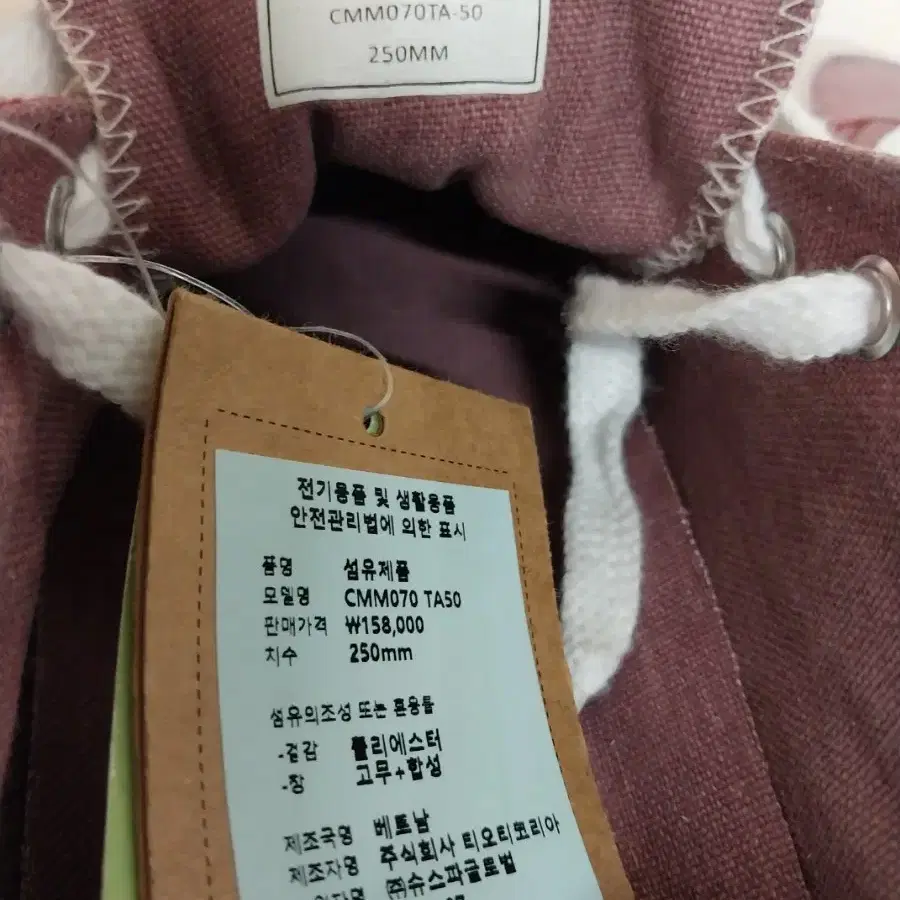 CMM070TA-50
250MM
전기용품 및 생활용품
안전관리법에 의한 표시
품명 섬유제품
모델명 CMM070 TA50
판매가격 ₩158,000
치수 250mm
섬유의조성 또는 혼용률
-겉감 폴리에스터
-창 고무+합성
제조국명 베트남
제조자명 주식회사 티오티코리아
㈜슈스파글로벌